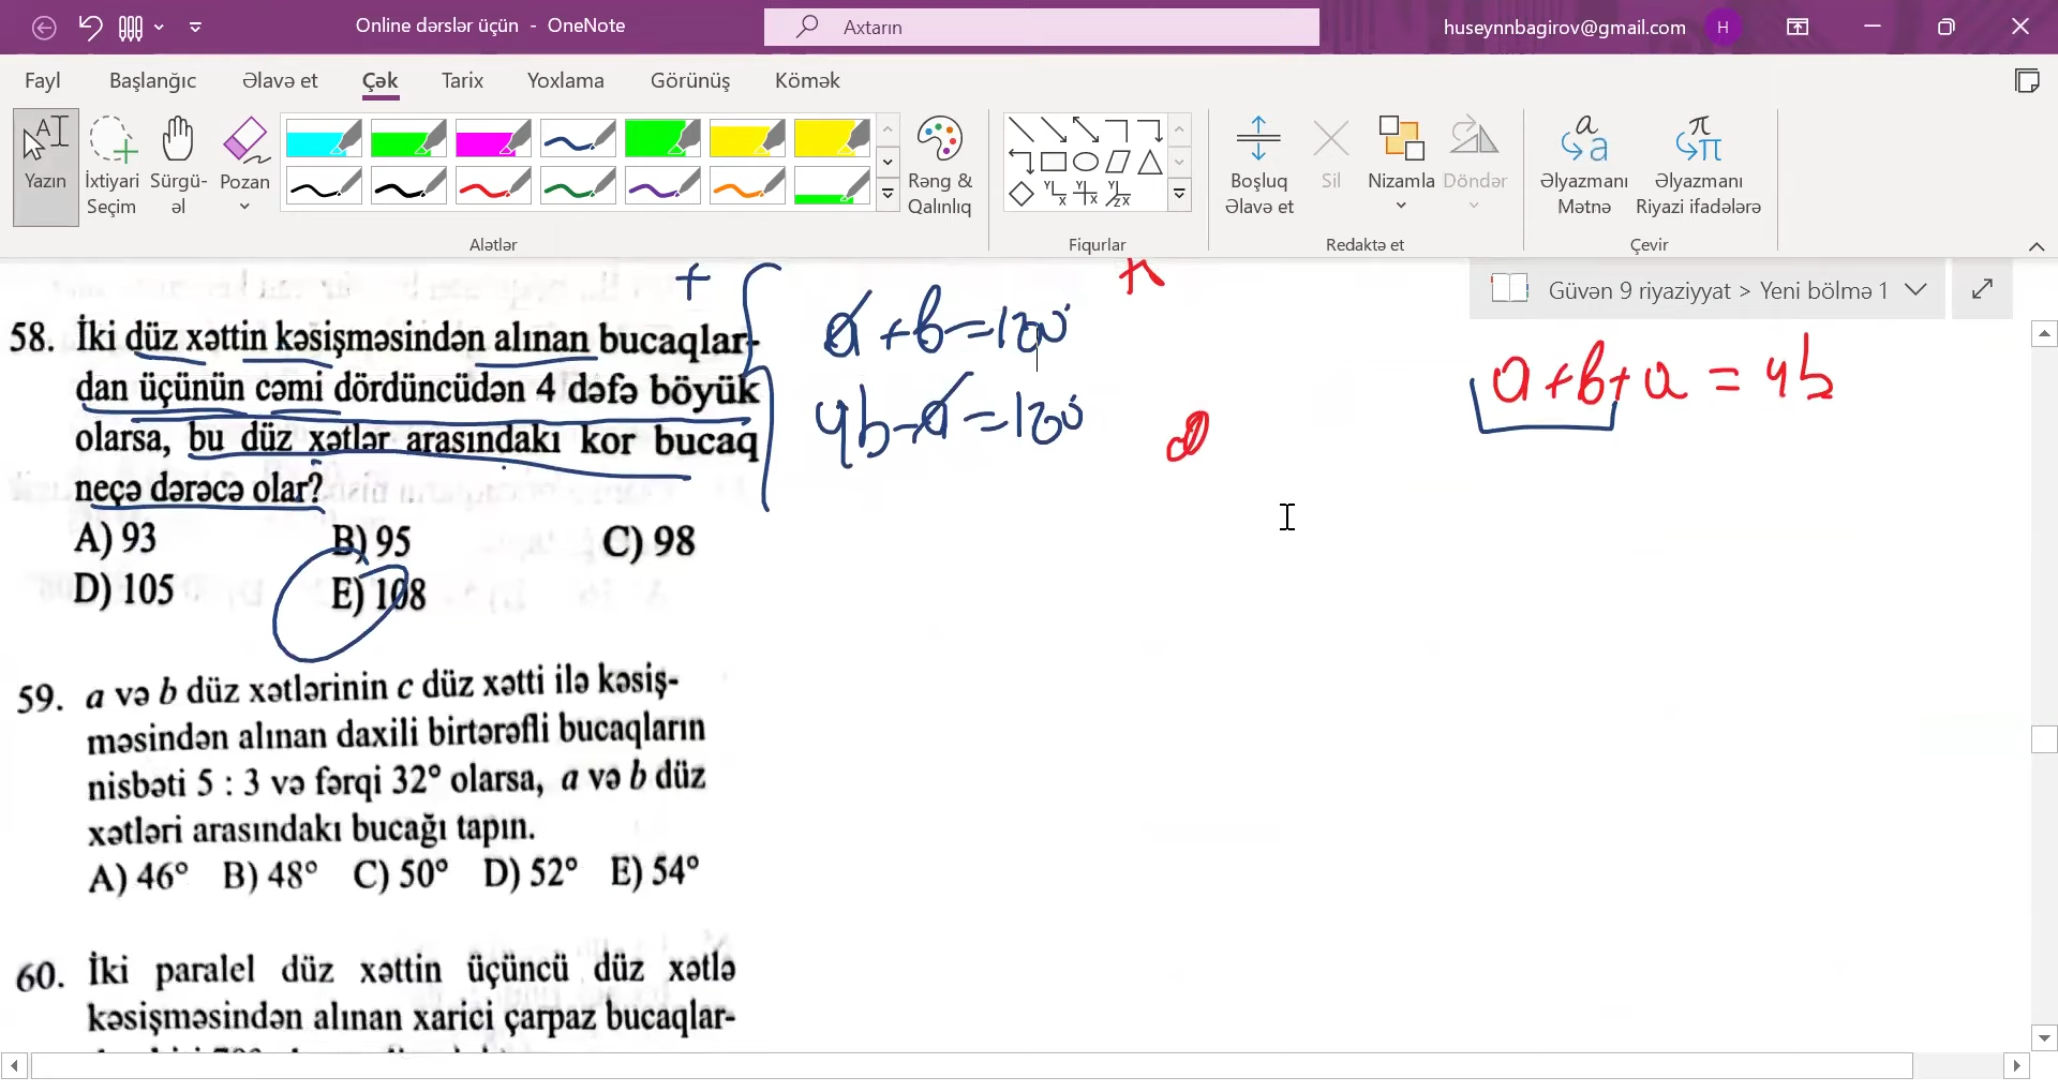 Online dərslər üçün - OneNote
Axtarın
huseynnbagirov@gmail.com
H
Fayl Başlanğıc Əlavə et Çək Tarix Yoxlama Görünüş Kömək
Yazın
İxtiyari Seçim
Sürgü-əl
Pozan
Rəng & Qalınlıq
Boşluq Əlavə et
Sil
Nizamla
Döndər
Əlyazmanı Mətnə
Əlyazmanı Riyazi ifadələrə
Alətlər
Fiqurlar
Redaktə et
Çevir
Güvən 9 riyaziyyat > Yeni bölmə 1
58. İki düz xəttin kəsişməsindən alınan bucaqlar-
dan üçünün cəmi dördüncüdən 4 dəfə böyük
olarsa, bu düz xətlər arasındakı kor bucaq
neçə dərəcə olar?
A) 93 B) 95 C) 98
D) 105 E) 108
+
a + b = 180°
4b - a = 180°
a + b + a = 4b
59. a və b düz xətlərinin c düz xətti ilə kəsiş-
məsindən alınan daxili birtərəfli bucaqların
nisbəti 5 : 3 və fərqi 32° olarsa, a və b düz
xətləri arasındakı bucağı tapın.
A) 46° B) 48° C) 50° D) 52° E) 54°
60. İki paralel düz xəttin üçüncü düz xətlə
kəsişməsindən alınan xarici çarpaz bucaqlar-